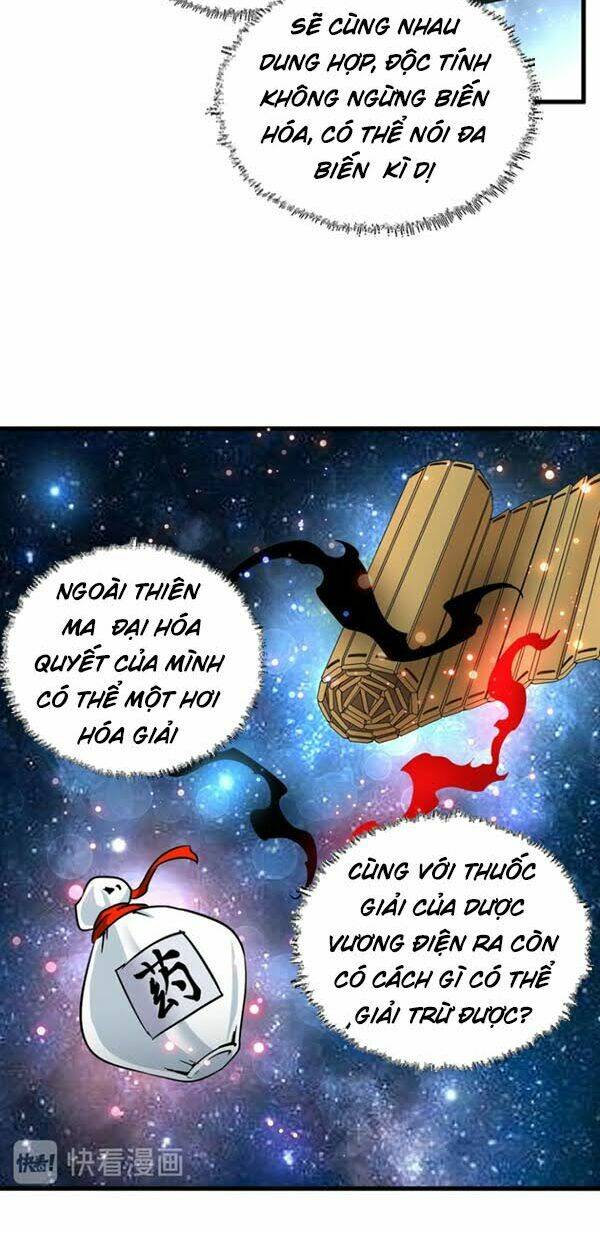 SẼ CÙNG NHAU
DUNG HỢP, ĐỘC TÍNH
KHÔNG NGỪNG BIẾN
HÓA, CÓ THỂ NÓI ĐA
BIẾN KÌ DỊ
NGOÀI THIÊN
MA ĐẠI HÓA
QUYẾT CỦA MÌNH
CÓ THỂ MỘT HƠI
HÓA GIẢI
CÙNG VỚI THUỐC
GIẢI CỦA DƯỢC
VƯƠNG ĐIỆN RA CÒN
CÓ CÁCH GÌ CÓ THỂ
GIẢI TRỪ ĐƯỢC?
药
快看! 快看漫画